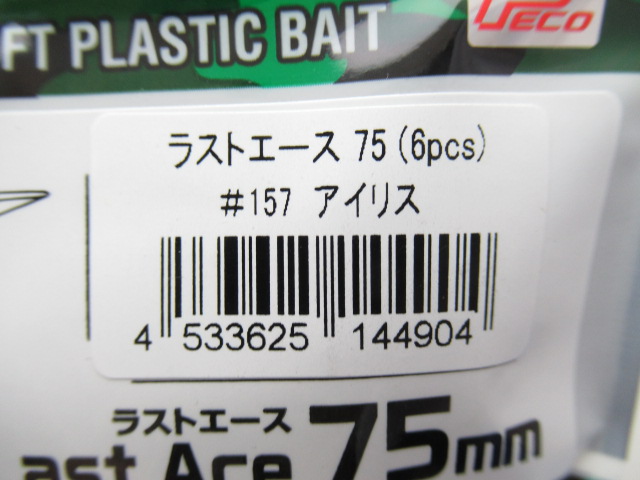 FT PLASTIC BAIT
PECO
ラストエース 75 (6pcs)
#157 アイリス
4 533625 144904
ラストエース
ast Ace 75mm